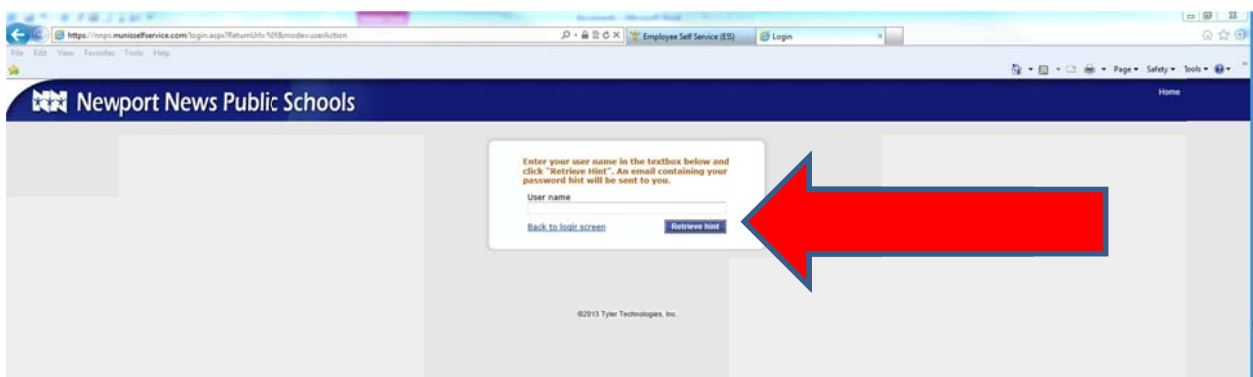 https://nnps.munisselfservice.com/login.aspx?ReturnUrl=%2f&mode=userAction
Employee Self Service (ESS)
Login
File Edit View Favorites Tools Help
Page Safety Tools
Newport News Public Schools
Home
Enter your user name in the textbox below and
click "Retrieve Hint". An email containing your
password hint will be sent to you.
User name
Back to login screen
Retrieve hint
©2013 Tyler Technologies, Inc.